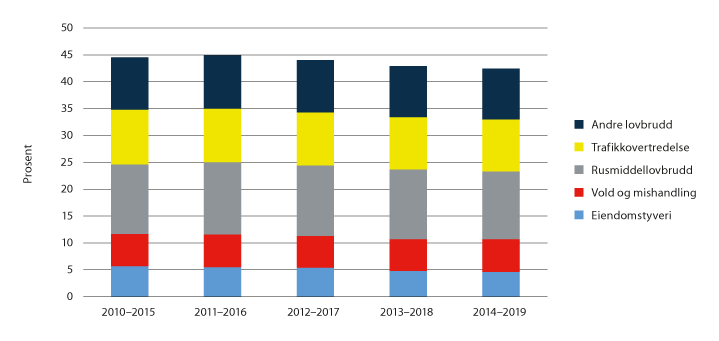 50
45
40
35
30
25
20
15
10
5
0
Prosent
2010–2015
2011–2016
2012–2017
2013–2018
2014–2019
Andre lovbrudd
Trafikkovertredelse
Rusmiddellovbrudd
Vold og mishandling
Eiendomstyveri